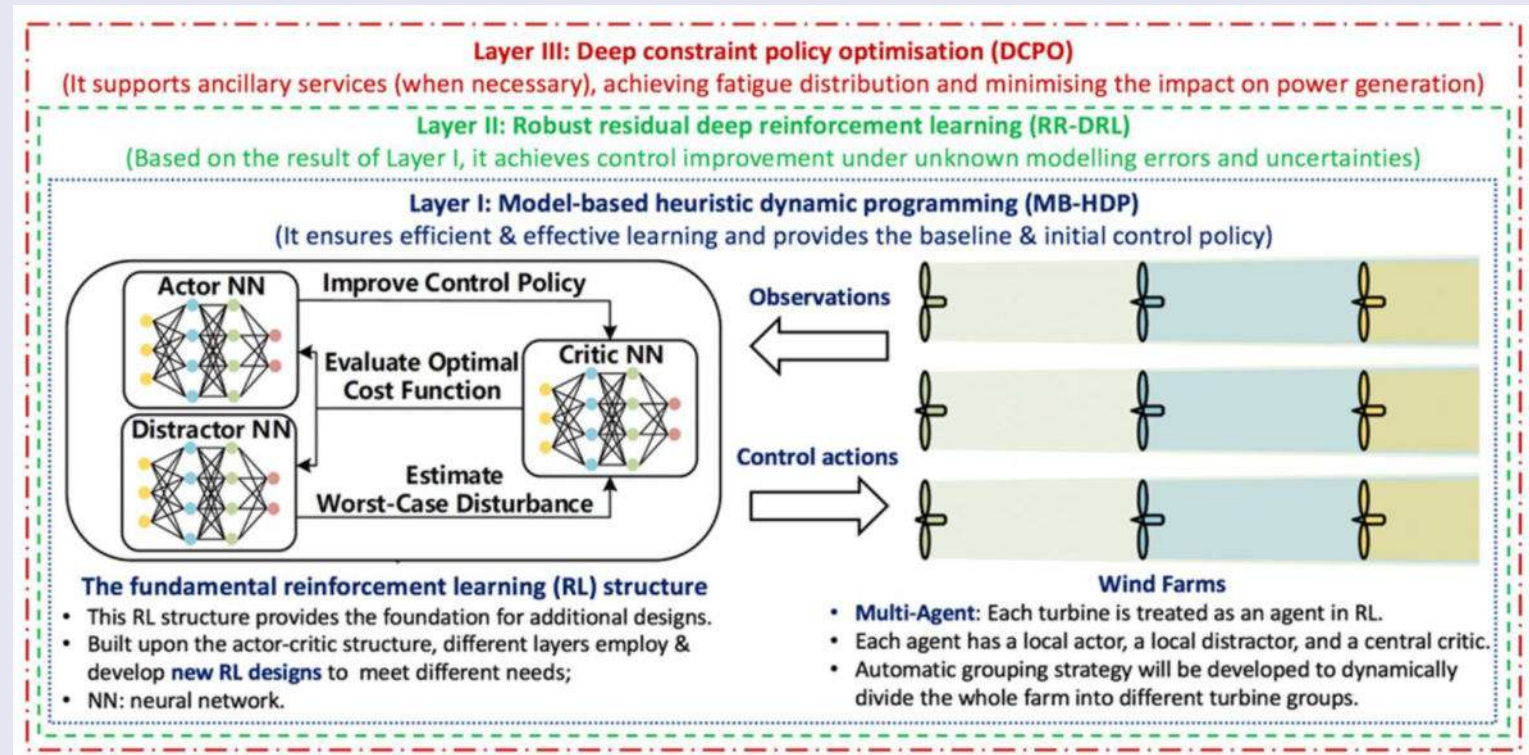 Layer III: Deep constraint policy optimisation (DCPO)
(It supports ancillary services (when necessary), achieving fatigue distribution and minimising the impact on power generation)
Layer II: Robust residual deep reinforcement learning (RR-DRL)
(Based on the result of Layer I, it achieves control improvement under unknown modelling errors and uncertainties)
Layer I: Model-based heuristic dynamic programming (MB-HDP)
(It ensures efficient & effective learning and provides the baseline & initial control policy)
Actor NN
Improve Control Policy
Evaluate Optimal
Cost Function
Critic NN
Distractor NN
Estimate
Worst-Case Disturbance
Observations
Control actions
The fundamental reinforcement learning (RL) structure
• This RL structure provides the foundation for additional designs.
• Built upon the actor-critic structure, different layers employ &
develop new RL designs to meet different needs;
• NN: neural network.
Wind Farms
• Multi-Agent: Each turbine is treated as an agent in RL.
• Each agent has a local actor, a local distractor, and a central critic.
• Automatic grouping strategy will be developed to dynamically
divide the whole farm into different turbine groups.